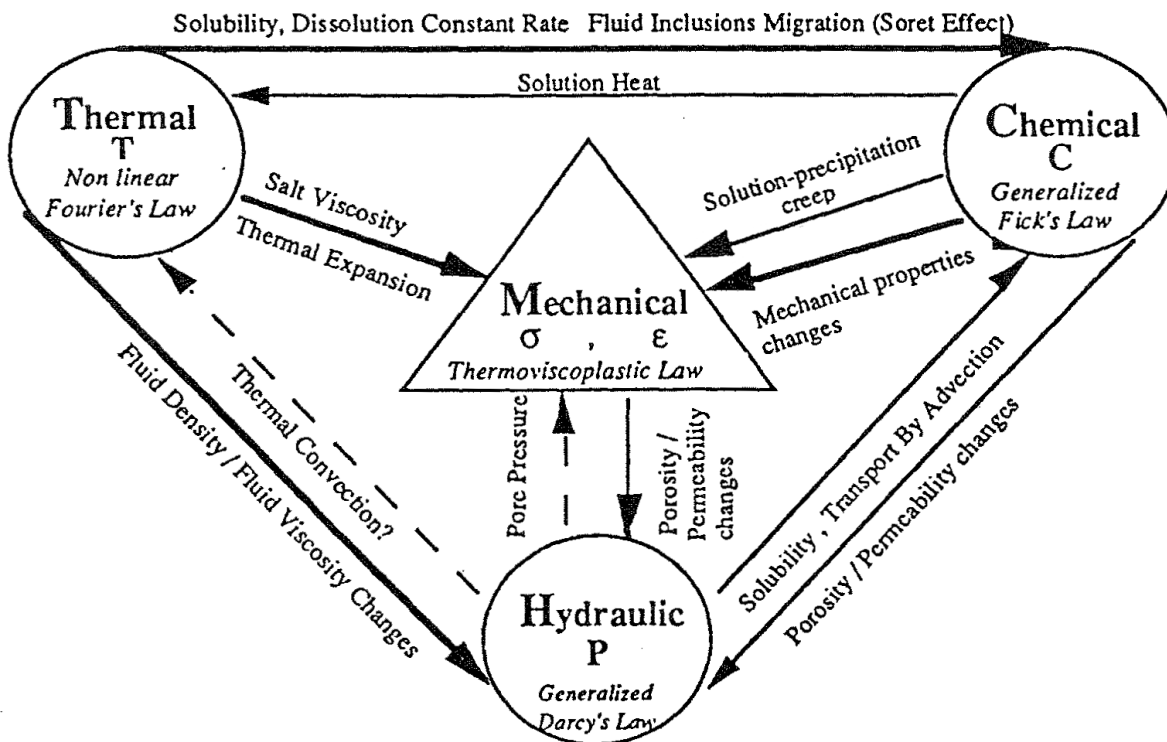 Solubility, Dissolution Constant Rate Fluid Inclusions Migration (Soret Effect)
Solution Heat
Thermal
T
Non linear
Fourier's Law
Chemical
C
Generalized
Fick's Law
Salt Viscosity
Thermal Expansion
Solution-precipitation
creep
Mechanical properties
changes
Mechanical
σ , ε
Thermoviscoplastic Law
Fluid Density / Fluid Viscosity Changes
Thermal Convection?
Pore Pressure
Porosity /
Permeability
changes
Solubility , Transport By Advection
Porosity / Permeability changes
Hydraulic
P
Generalized
Darcy's Law